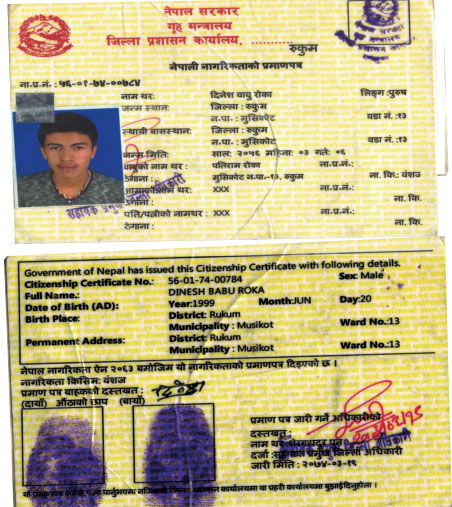 नेपाल सरकार
गृह मन्त्रालय
जिल्ला प्रशासन कार्यालय, ............
रुकुम
नेपाली नागरिकताको प्रमाणपत्र
ना.प्र.नं.: ५६-०१-७४-००७८४
नाम थर: दिनेश बाबु रोका लिङ्ग :पुरुष
जन्म स्थान: जिल्ला : रुकुम
न.पा. : मुसिकोट वडा नं. :१३
स्थायी बासस्थान: जिल्ला : रुकुम
न.पा. : मुसिकोट वडा नं. :१३
जन्म मिति: साल: २०५६ महिना: ०३ गते: ०६
बाबुको नाम थर : पतिराम रोका ना.प्र.नं.:
ठेगाना : मुसिकोट न.पा.-१३, रुकुम ना. कि: वंशज
आमाको नाम थर: XXX ना.प्र.नं.:
ठेगाना : ना. कि.
पति/पत्नीको नामथर : XXX ना.प्र.नं.:
ठेगाना : ना. कि.
Government of Nepal has issued this Citizenship Certificate with following details.
Citizenship Certificate No.: 56-01-74-00784 Sex: Male
Full Name.: DINESH BABU ROKA
Date of Birth (AD): Year:1999 Month:JUN Day:20
Birth Place: District: Rukum
Municipality : Musikot Ward No.:13
Permanent Address: District: Rukum
Municipality : Musikot Ward No.:13
नेपाल नागरिकता ऐन २०६३ बमोजिम यो नागरिकताको प्रमाणपत्र दिइएको छ ।
नागरिकता किसिम: वंशज
प्रमाण पत्र बाहकको दस्तखत :
(दायाँ) औंठाको छाप (बायाँ)
प्रमाण पत्र जारी गर्ने अधिकारीको
दस्तखत :
नाम थर:
दर्जा : सहायक प्रमुख जिल्ला अधिकारी
जारी मिति : २०७४-०३-१९